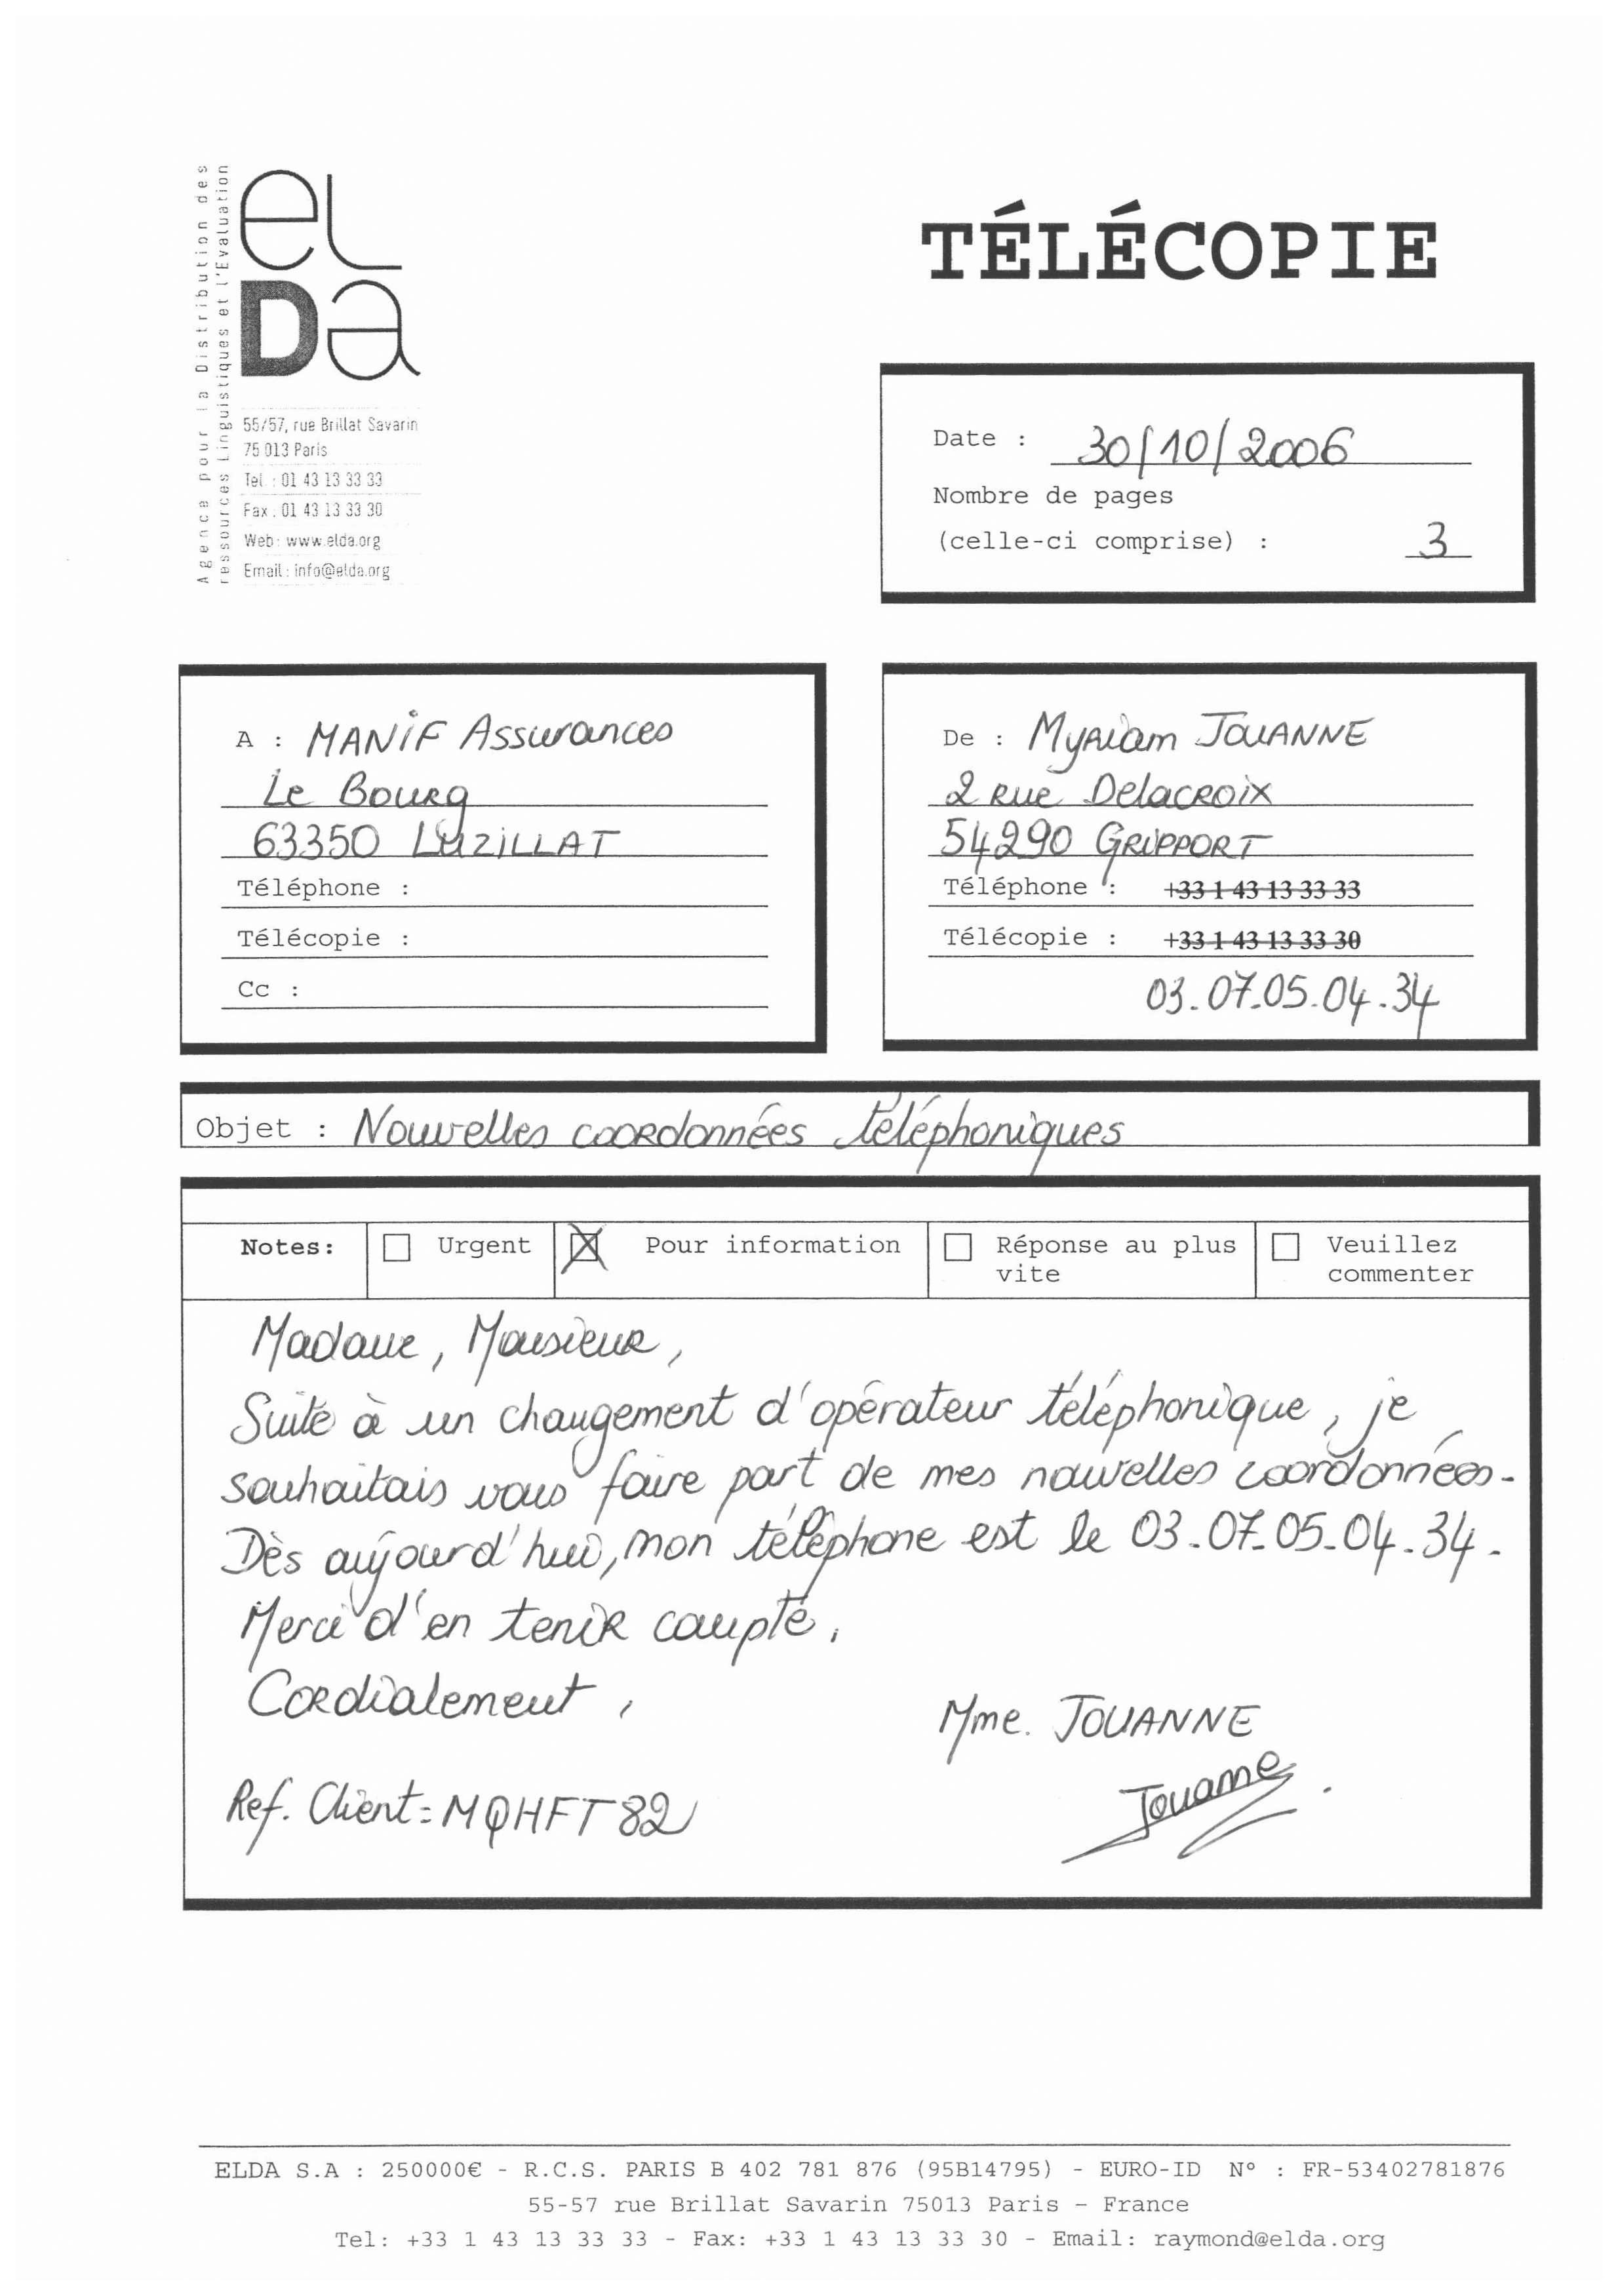 Agence pour la Distribution des
ressources Linguistiques et l'Evaluation
eL
Da
55/57, rue Brillat Savarin
75 013 Paris
Tel. : 01 43 13 33 33
Fax : 01 43 13 33 30
Web : www.elda.org
Email : info@elda.org
TÉLÉCOPIE
Date : 30/10/2006
Nombre de pages
(celle-ci comprise) : 3
A : MANIF Assurances
Le Bourg
63350 LUZILLAT
Téléphone :
Télécopie :
Cc :
De : Myriam JOUANNE
2 Rue Delacroix
54290 GRIPPORT
Téléphone : +33 1 43 13 33 33
Télécopie : +33 1 43 13 33 30
03.07.05.04.34
Objet : Nouvelles coordonnées téléphoniques
Notes: Urgent Pour information Réponse au plus vite Veuillez commenter
Madame, Monsieur,
Suite à un changement d'opérateur téléphonique, je
souhaitais vous faire part de mes nouvelles coordonnées.
Dès aujourd'hui, mon téléphone est le 03.07.05.04.34.
Merci d'en tenir compte.
Cordialement,
Mme. JOUANNE
Jouanne
Ref. Client: MQHFT82
ELDA S.A : 250000€ - R.C.S. PARIS B 402 781 876 (95B14795) - EURO-ID N° : FR-53402781876
55-57 rue Brillat Savarin 75013 Paris – France
Tel: +33 1 43 13 33 33 - Fax: +33 1 43 13 33 30 - Email: raymond@elda.org